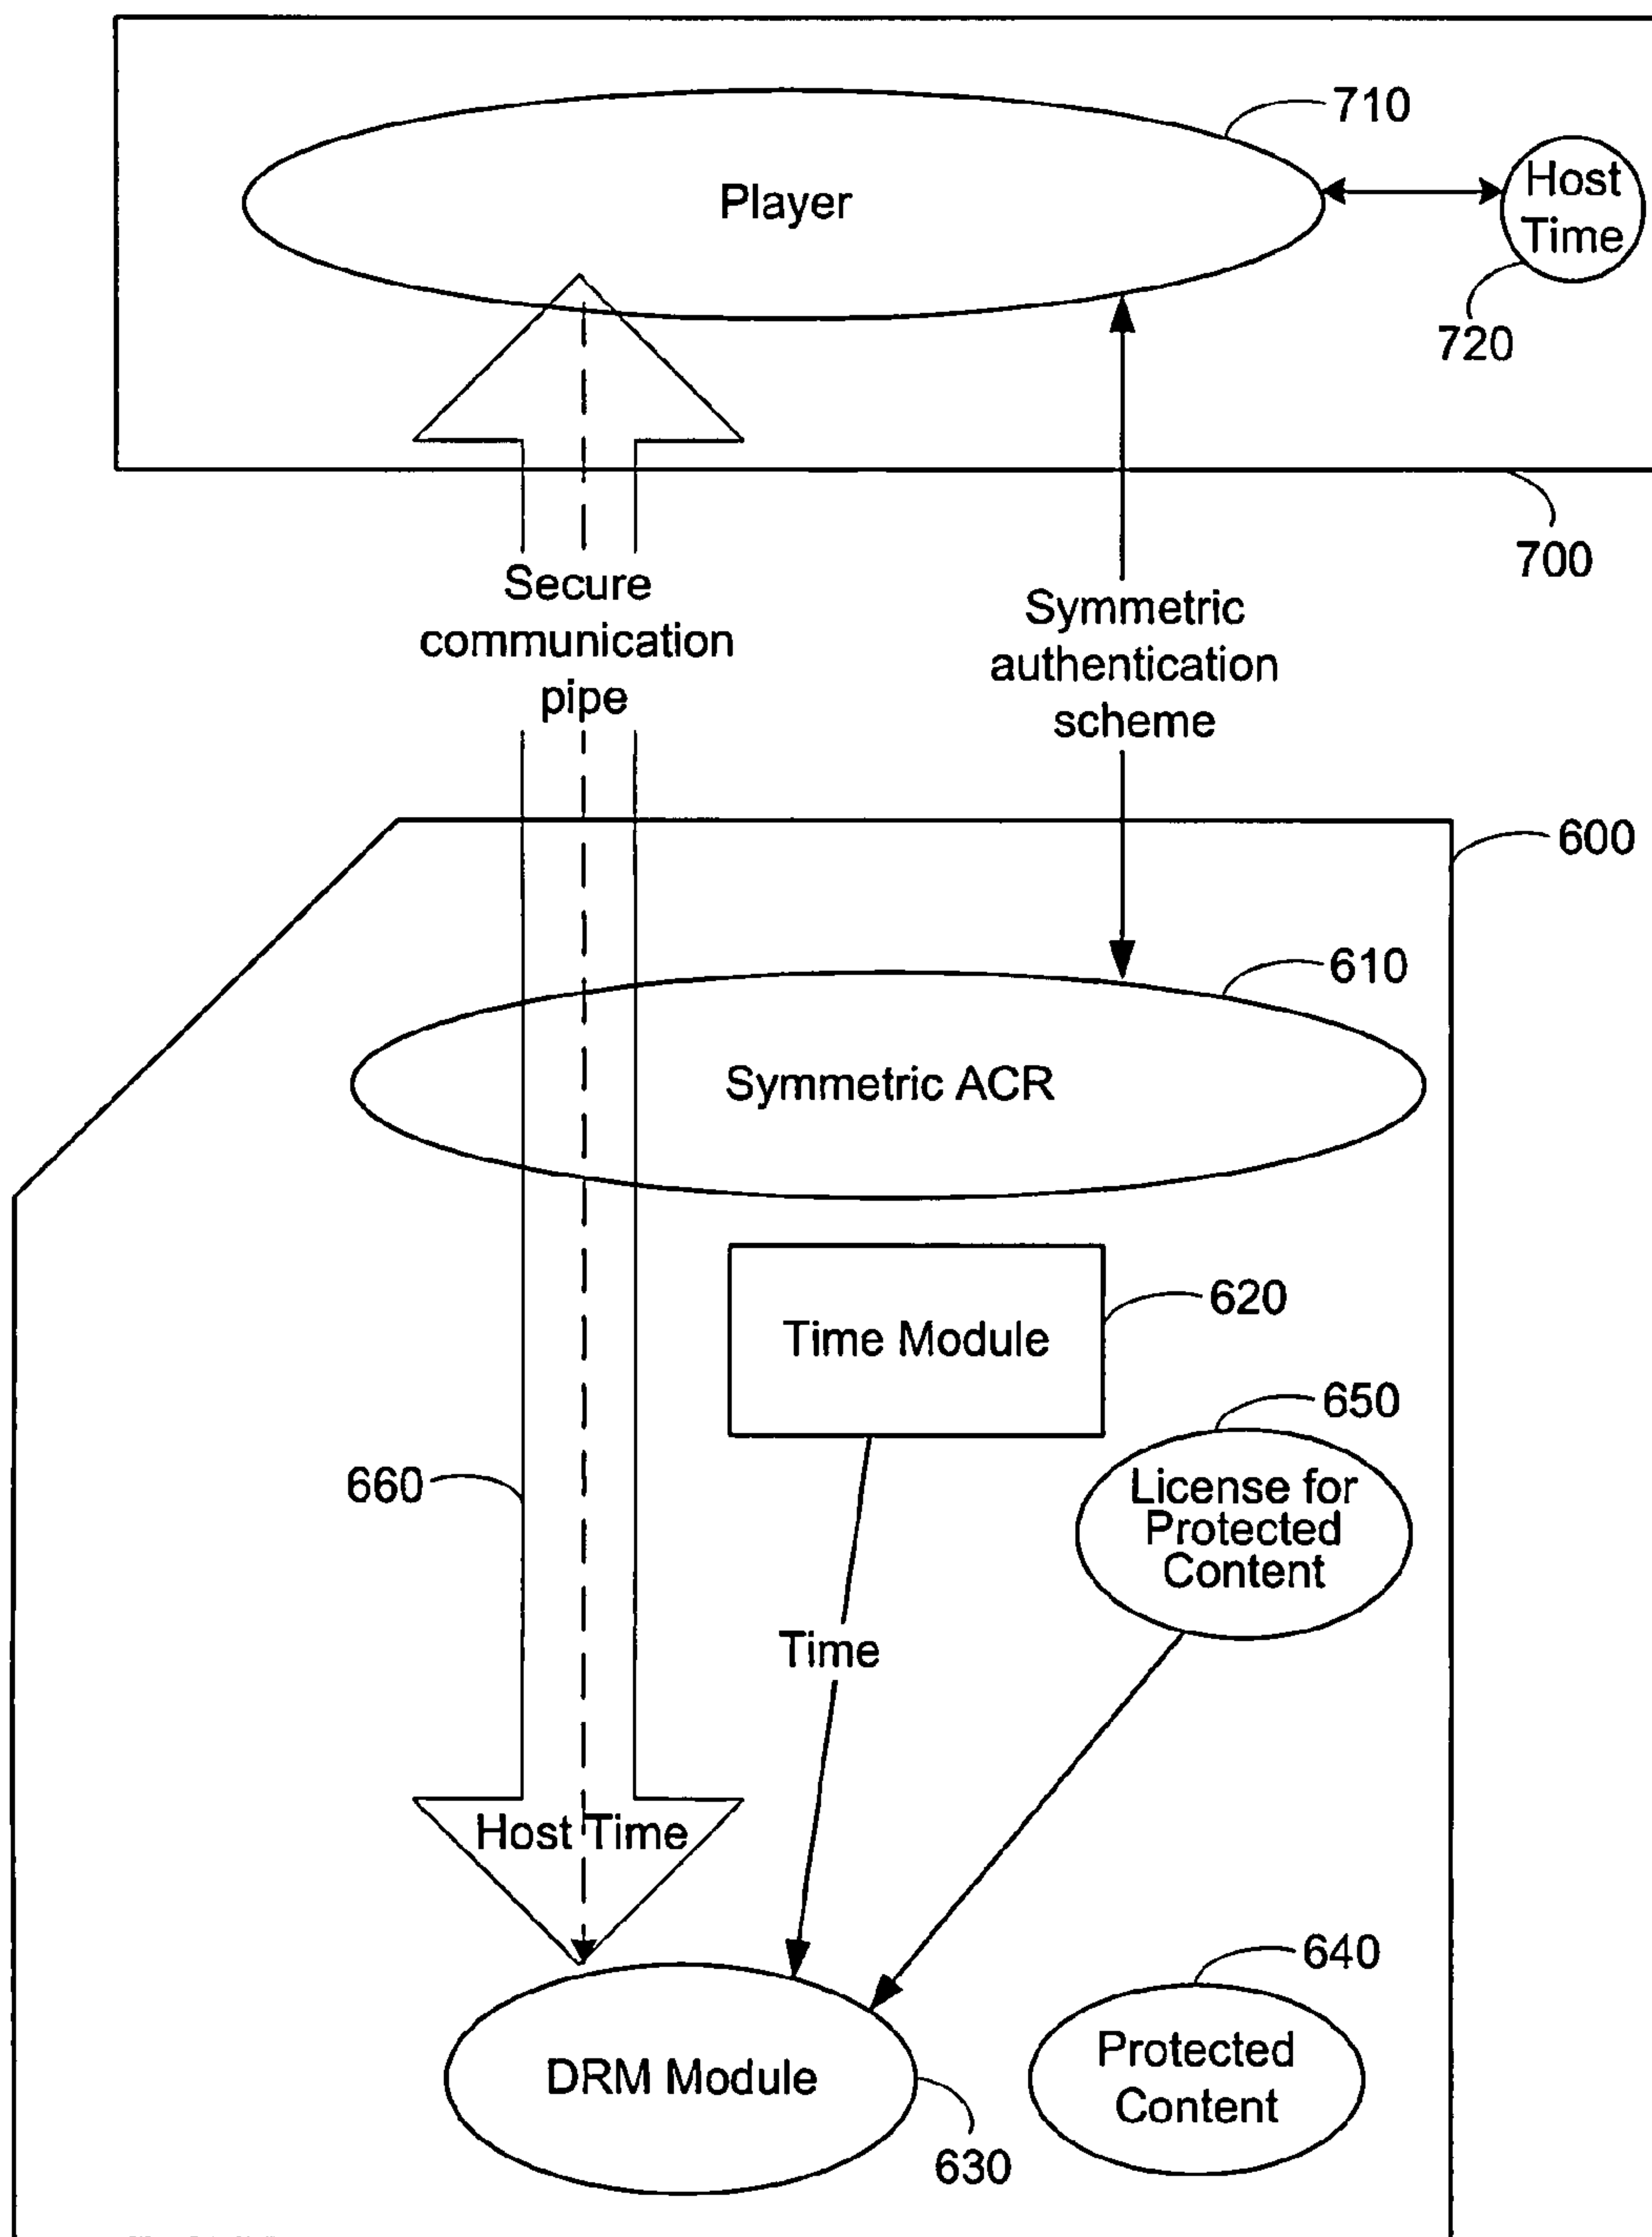 710
Player
Host
Time
720
700
Secure
communication
pipe
Symmetric
authentication
scheme
600
610
Symmetric ACR
620
Time Module
650
License for
Protected
Content
660
Time
Host Time
640
Protected
Content
DRM Module
630